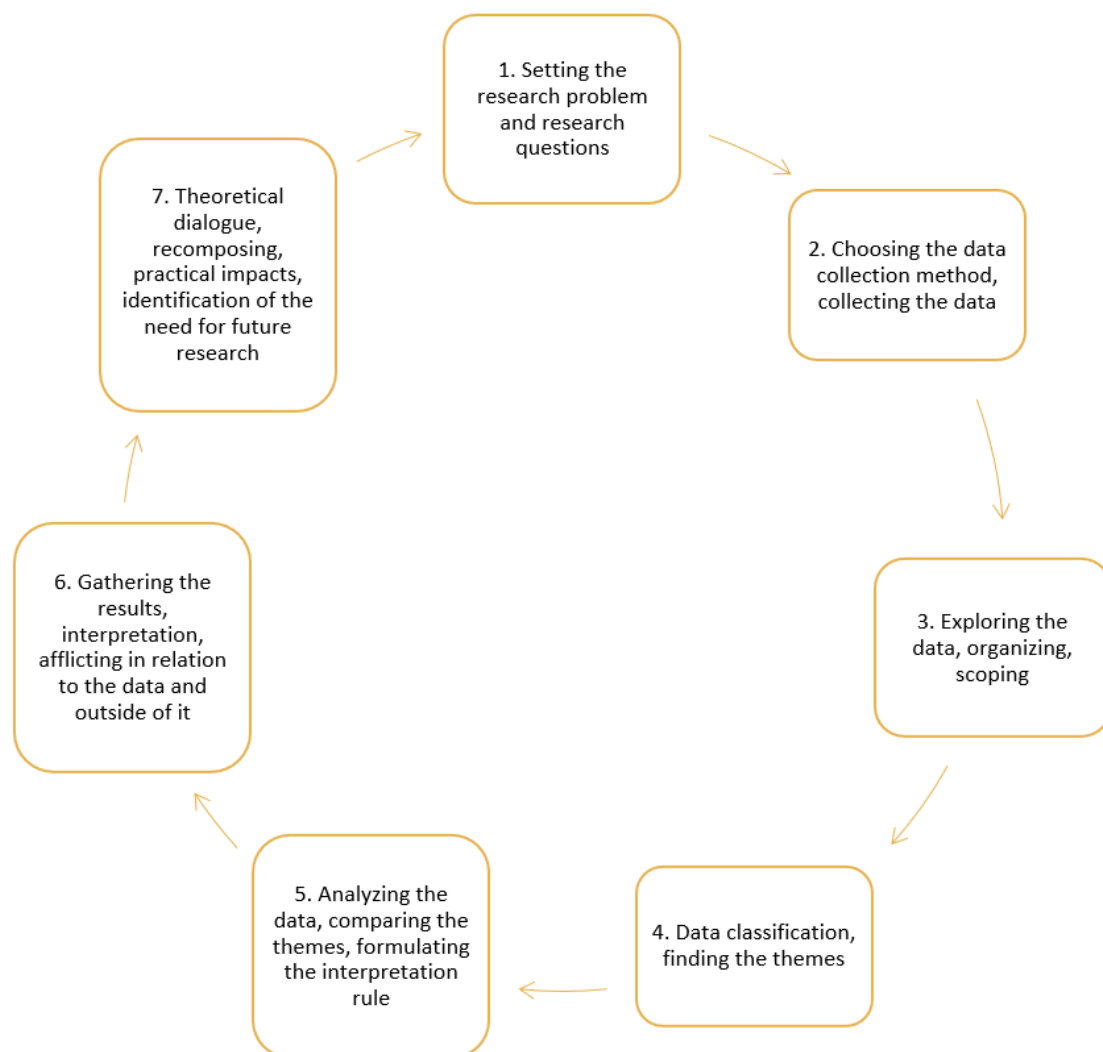 1. Setting the
research problem
and research
questions
2. Choosing the data
collection method,
collecting the data
3. Exploring the
data, organizing,
scoping
4. Data classification,
finding the themes
5. Analyzing the
data, comparing the
themes, formulating
the interpretation
rule
6. Gathering the
results,
interpretation,
afflicting in relation
to the data and
outside of it
7. Theoretical
dialogue,
recomposing,
practical impacts,
identification of the
need for future
research